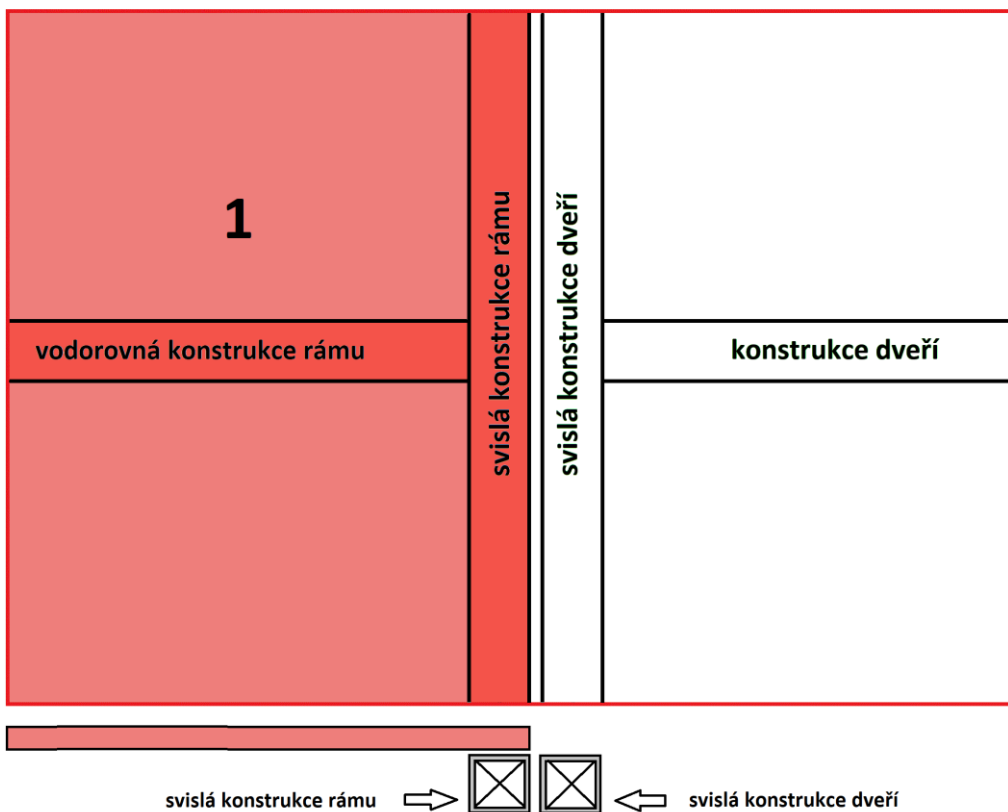 1
svislá konstrukce rámu
svislá konstrukce dveří
vodorovná konstrukce rámu
konstrukce dveří
svislá konstrukce rámu
svislá konstrukce dveří